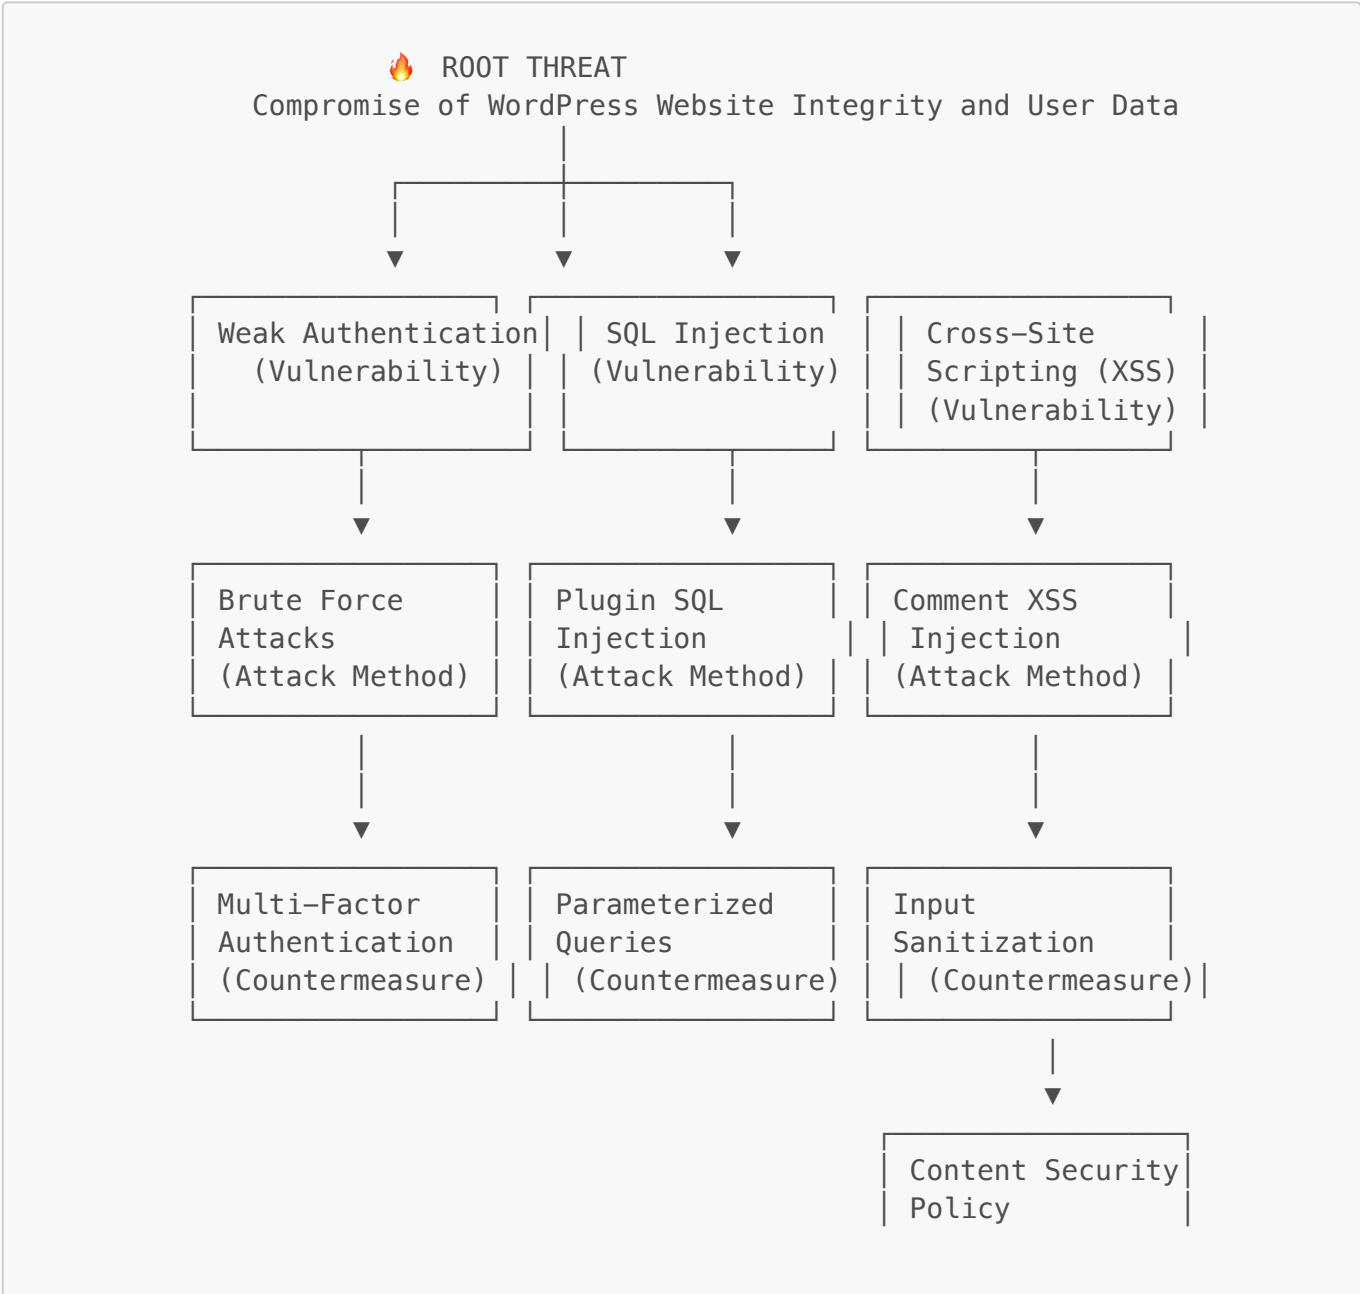 🔥 ROOT THREAT
Compromise of WordPress Website Integrity and User Data
Weak Authentication SQL Injection Cross-Site
(Vulnerability) (Vulnerability) Scripting (XSS)
(Vulnerability)
Brute Force Plugin SQL Comment XSS
Attacks Injection Injection
(Attack Method) (Attack Method) (Attack Method)
Multi-Factor Parameterized Input
Authentication Queries Sanitization
(Countermeasure) (Countermeasure) (Countermeasure)
Content Security
Policy